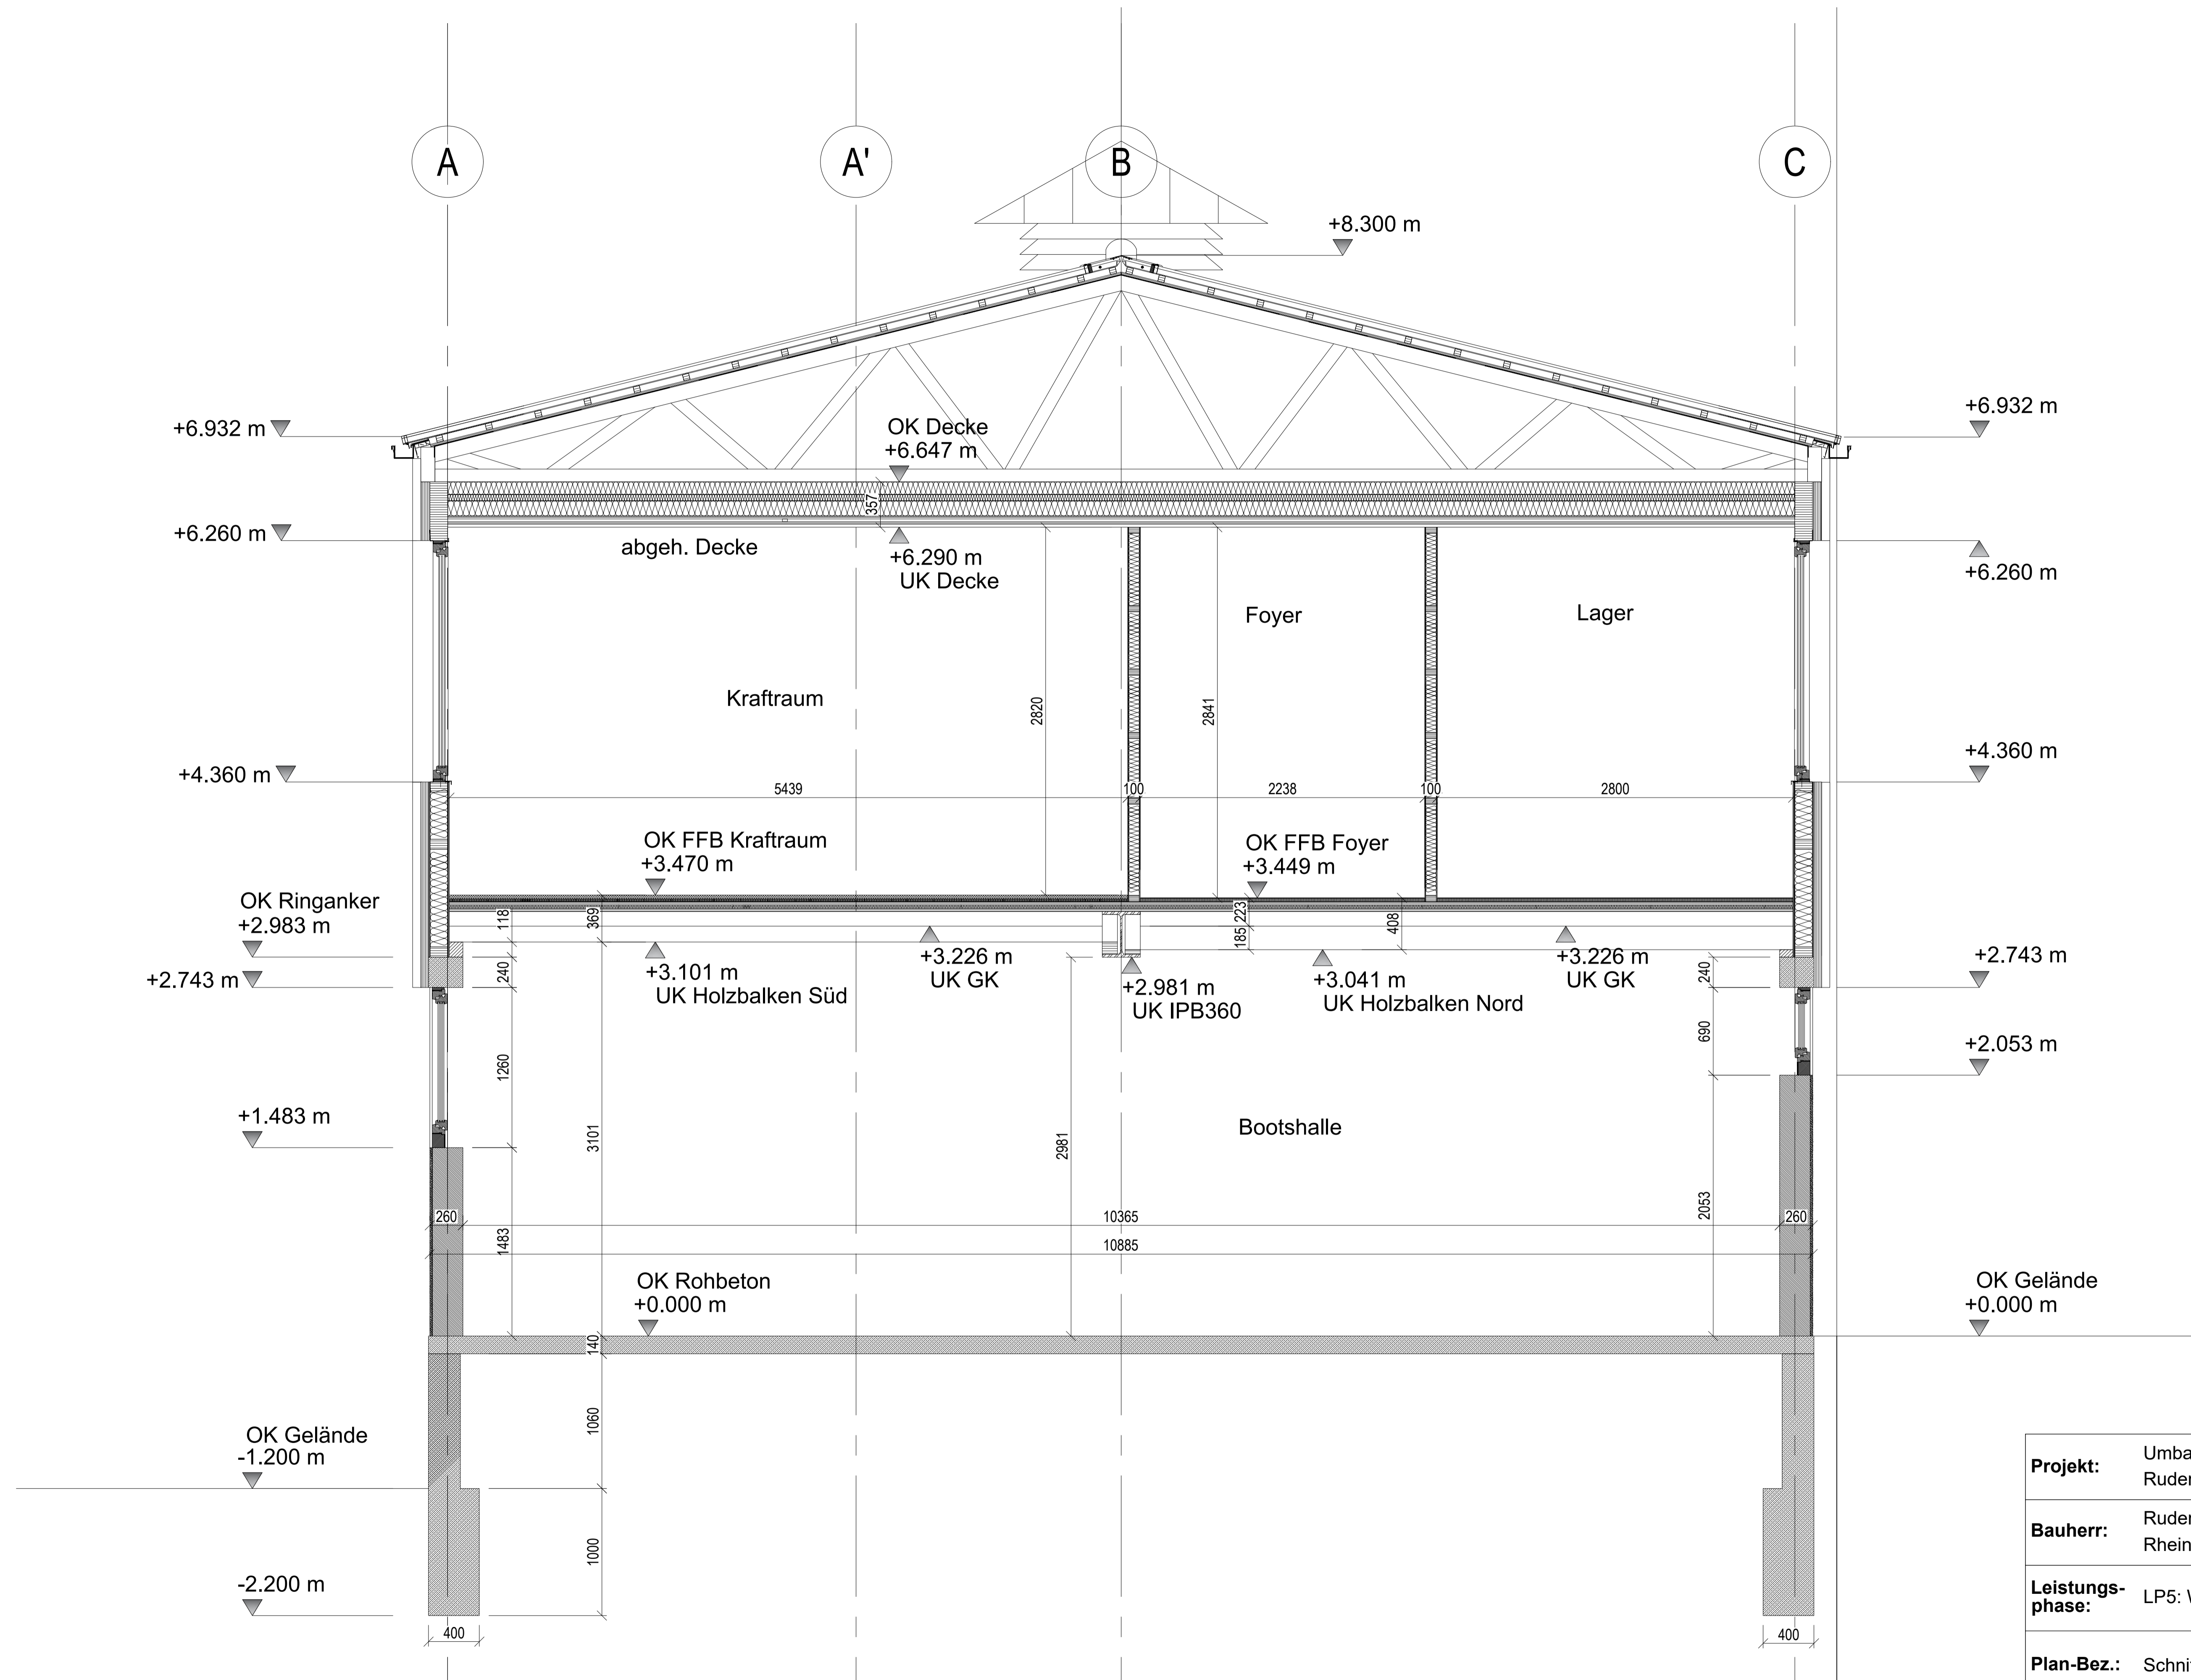 A
A'
B
C
+8.300 m
+6.932 m
+6.932 m
OK Decke
+6.647 m
357
+6.260 m
abgeh. Decke
+6.290 m
UK Decke
+6.260 m
Foyer
Lager
Kraftraum
2820
2841
+4.360 m
+4.360 m
5439
100
2238
100
2800
OK FFB Kraftraum
+3.470 m
OK FFB Foyer
+3.449 m
OK Ringanker
+2.983 m
118
369
223
185
408
+3.101 m
UK Holzbalken Süd
+3.226 m
UK GK
+2.981 m
UK IPB360
+3.041 m
UK Holzbalken Nord
+3.226 m
UK GK
+2.743 m
240
240
+2.743 m
1260
690
+2.053 m
+1.483 m
3101
2981
Bootshalle
260
1483
10365
10885
2053
260
OK Rohbeton
+0.000 m
OK Gelände
+0.000 m
140
1060
OK Gelände
-1.200 m
1000
-2.200 m
400
400
Projekt: Umba
Ruder
Bauherr: Ruder
Rhein
Leistungs-
phase: LP5: W
Plan-Bez.: Schni